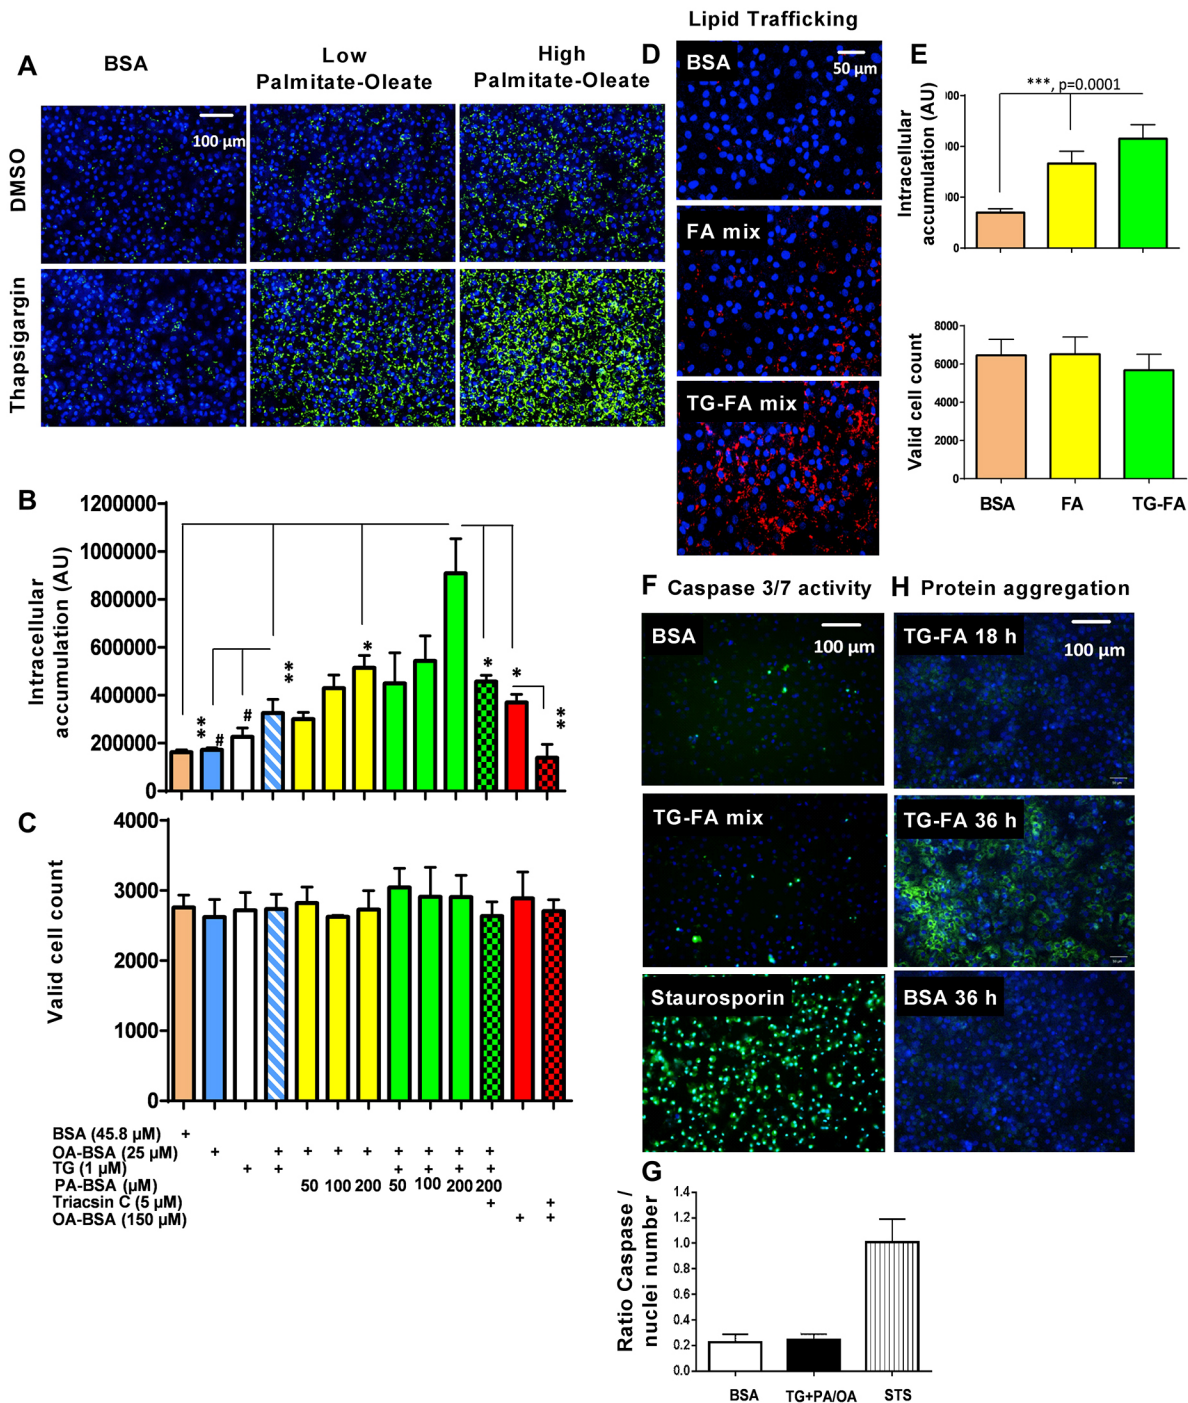 A
BSA
Low
Palmitate-Oleate
High
Palmitate-Oleate
DMSO
100 µm
Thapsigargin
B
Intracellular
accumulation (AU)
1200000
1000000
800000
600000
400000
200000
0
**
#
#
**
*
*
*
**
C
Valid cell count
4000
3000
2000
1000
0
BSA (45.8 µM) +
OA-BSA (25 µM) + + + + + + + + +
TG (1 µM) + + + + + +
PA-BSA (µM) 50 100 200 50 100 200 200
Triacsin C (5 µM) + +
OA-BSA (150 µM) + +
Lipid Trafficking
D
BSA
50 µm
FA mix
TG-FA mix
E
***, p=0.0001
Intracellular
accumulation (AU)
0
Valid cell count
8000
6000
4000
2000
0
BSA FA TG-FA
F Caspase 3/7 activity
BSA
100 µm
TG-FA mix
Staurosporin
G
Ratio Caspase /
nuclei number
1.4
1.2
1.0
0.8
0.6
0.4
0.2
0.0
BSA TG+PA/OA STS
H Protein aggregation
TG-FA 18 h
100 µm
TG-FA 36 h
BSA 36 h